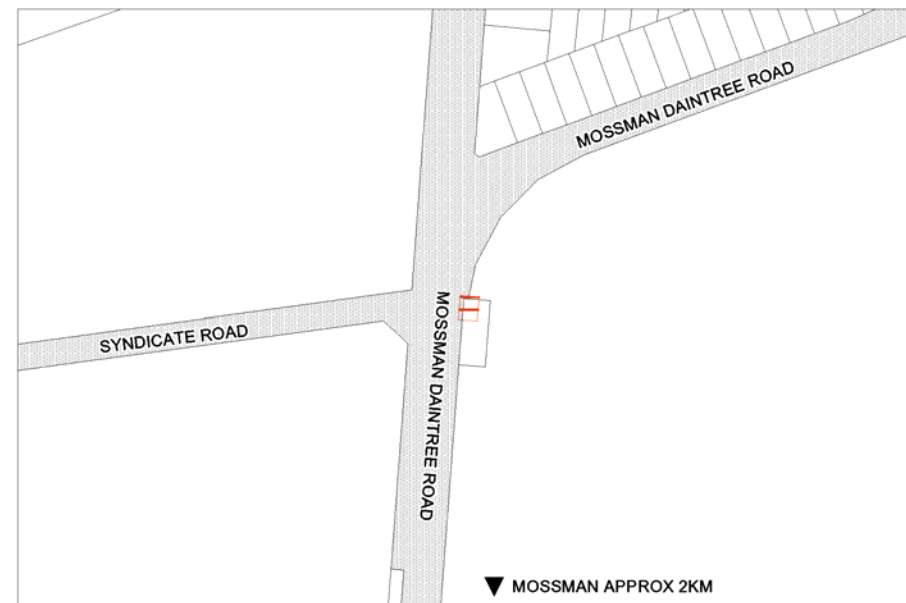 MOSSMAN DAINTREE ROAD
SYNDICATE ROAD
MOSSMAN DAINTREE ROAD
MOSSMAN APPROX 2KM